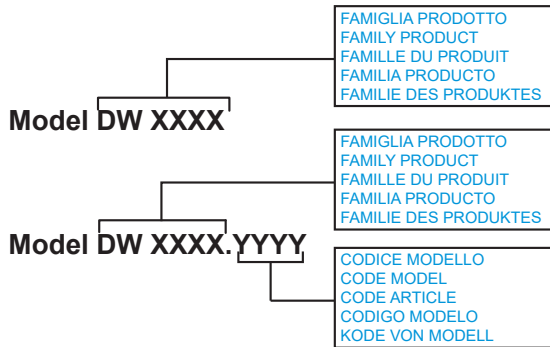 FAMIGLIA PRODOTTO
FAMILY PRODUCT
FAMILLE DU PRODUIT
FAMILIA PRODUCTO
FAMILIE DES PRODUKTES
Model DW XXXX
FAMIGLIA PRODOTTO
FAMILY PRODUCT
FAMILLE DU PRODUIT
FAMILIA PRODUCTO
FAMILIE DES PRODUKTES
Model DW XXXX.YYYY
CODICE MODELLO
CODE MODEL
CODE ARTICLE
CODIGO MODELO
KODE VON MODELL